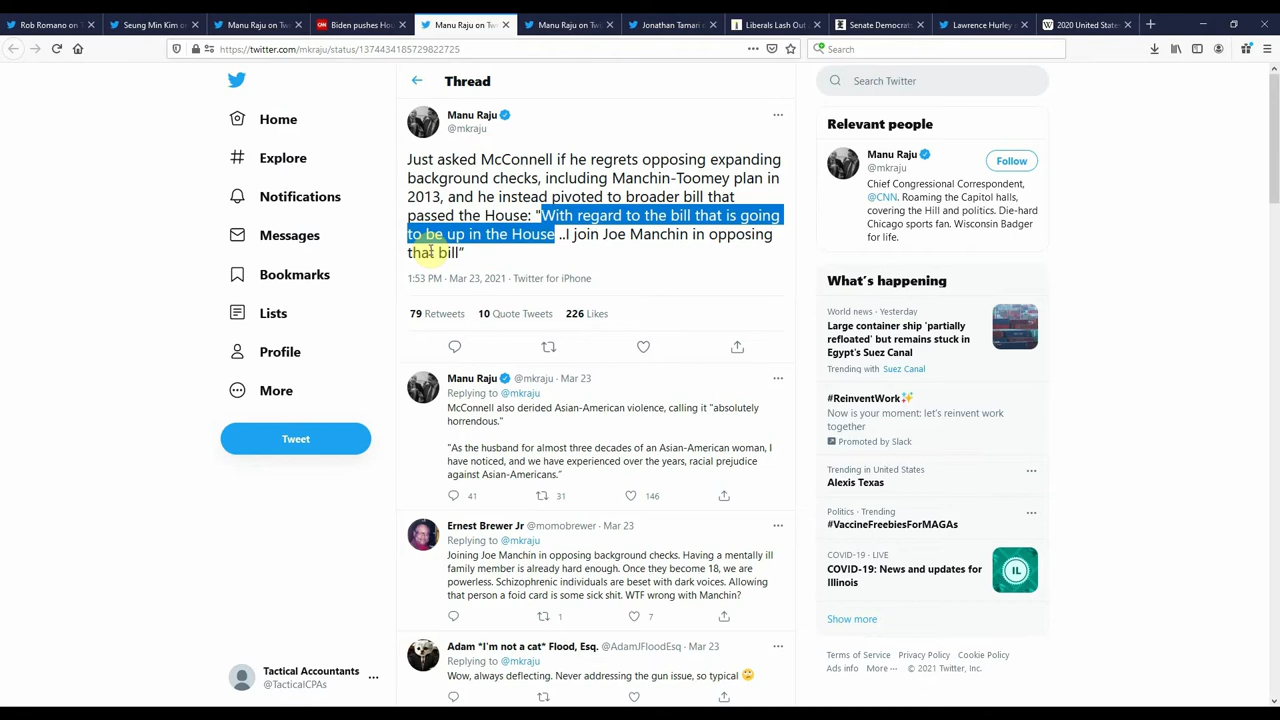 Rob Romano on Twi
Seung Min Kim on
Manu Raju on Twi
Biden pushes Hou
Manu Raju on Tw
Manu Raju on Twi
Jonathan Tamari o
Liberals Lash Out
Senate Democrats
Lawrence Hurley o
2020 United State
https://twitter.com/mkraju/status/1374434185729822725
Search
Home
Explore
Notifications
Messages
Bookmarks
Lists
Profile
More
Tweet
Tactical Accountants
@TacticalCPAs
Thread
Manu Raju
@mkraju
Just asked McConnell if he regrets opposing expanding
background checks, including Manchin-Toomey plan in
2013, and he instead pivoted to broader bill that
passed the House: "With regard to the bill that is going
to be up in the House ..I join Joe Manchin in opposing
that bill"
1:53 PM · Mar 23, 2021 · Twitter for iPhone
79 Retweets 10 Quote Tweets 226 Likes
Manu Raju @mkraju · Mar 23
Replying to @mkraju
McConnell also derided Asian-American violence, calling it "absolutely
horrendous."
"As the husband for almost three decades of an Asian-American woman, I
have noticed, and we have experienced over the years, racial prejudice
against Asian-Americans."
41 31 146
Ernest Brewer Jr @momobrewer · Mar 23
Replying to @mkraju
Joining Joe Manchin in opposing background checks. Having a mentally ill
family member is already hard enough. Once they become 18, we are
powerless. Schizophrenic individuals are beset with dark voices. Allowing
that person a foid card is some sick shit. WTF wrong with Manchin?
1 7
Adam *I'm not a cat* Flood, Esq. @AdamJFloodEsq · Mar 23
Replying to @mkraju
Wow, always deflecting. Never addressing the gun issue, so typical 🙄
Search Twitter
Relevant people
Manu Raju
@mkraju
Follow
Chief Congressional Correspondent,
@CNN. Roaming the Capitol halls,
covering the Hill and politics. Die-hard
Chicago sports fan. Wisconsin Badger
for life.
What's happening
World news · Yesterday
Large container ship 'partially
refloated' but remains stuck in
Egypt's Suez Canal
Trending with Suez Canal
#ReinventWork✨
Now is your moment: let's reinvent work
together
Promoted by Slack
Trending in United States
Alexis Texas
Politics · Trending
#VaccineFreebiesForMAGAs
COVID-19 · LIVE
COVID-19: News and updates for
Illinois
IL
Show more
Terms of Service Privacy Policy Cookie Policy
Ads info More ··· © 2021 Twitter, Inc.